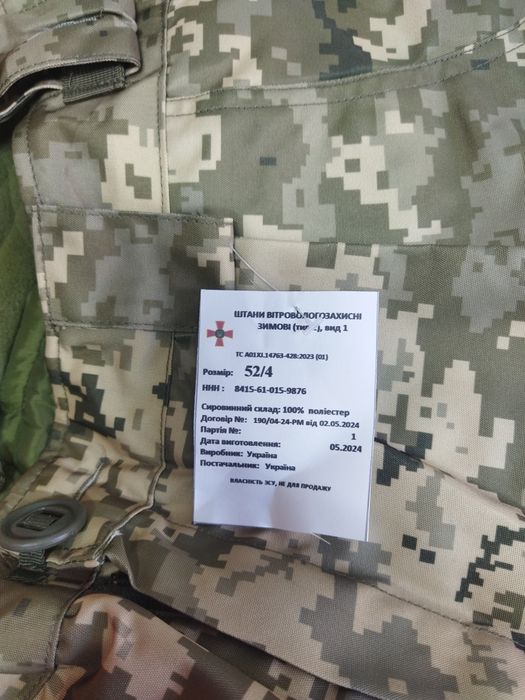 ШТАНИ ВІТРОВОЛОГОЗАХИСНІ
ЗИМОВІ вид 1
ТС А01XJ.14763-428:2023 (01)
Розмір: 52/4
ННН : 8415-61-015-9876
Сировинний склад: 100% поліестер
Договір №: 190/04-24-РМ від 02.05.2024
Партія №: 1
Дата виготовлення: 05.2024
Виробник: Україна
Постачальник: Україна
ВЛАСНІСТЬ ЗСУ, НЕ ДЛЯ ПРОДАЖУ